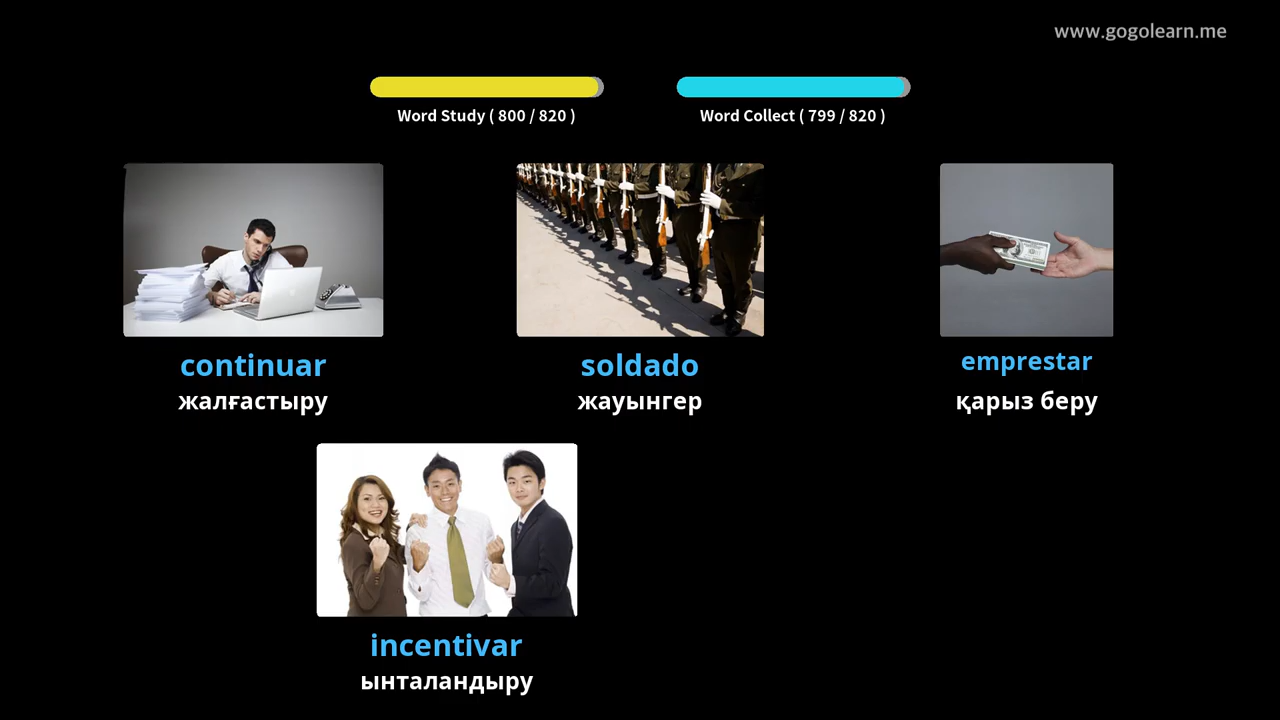 www.gogolearn.me
Word Study ( 800 / 820 )
Word Collect ( 799 / 820 )
continuar
жалғастыру
soldado
жауынгер
emprestar
қарыз беру
incentivar
ынталандыру